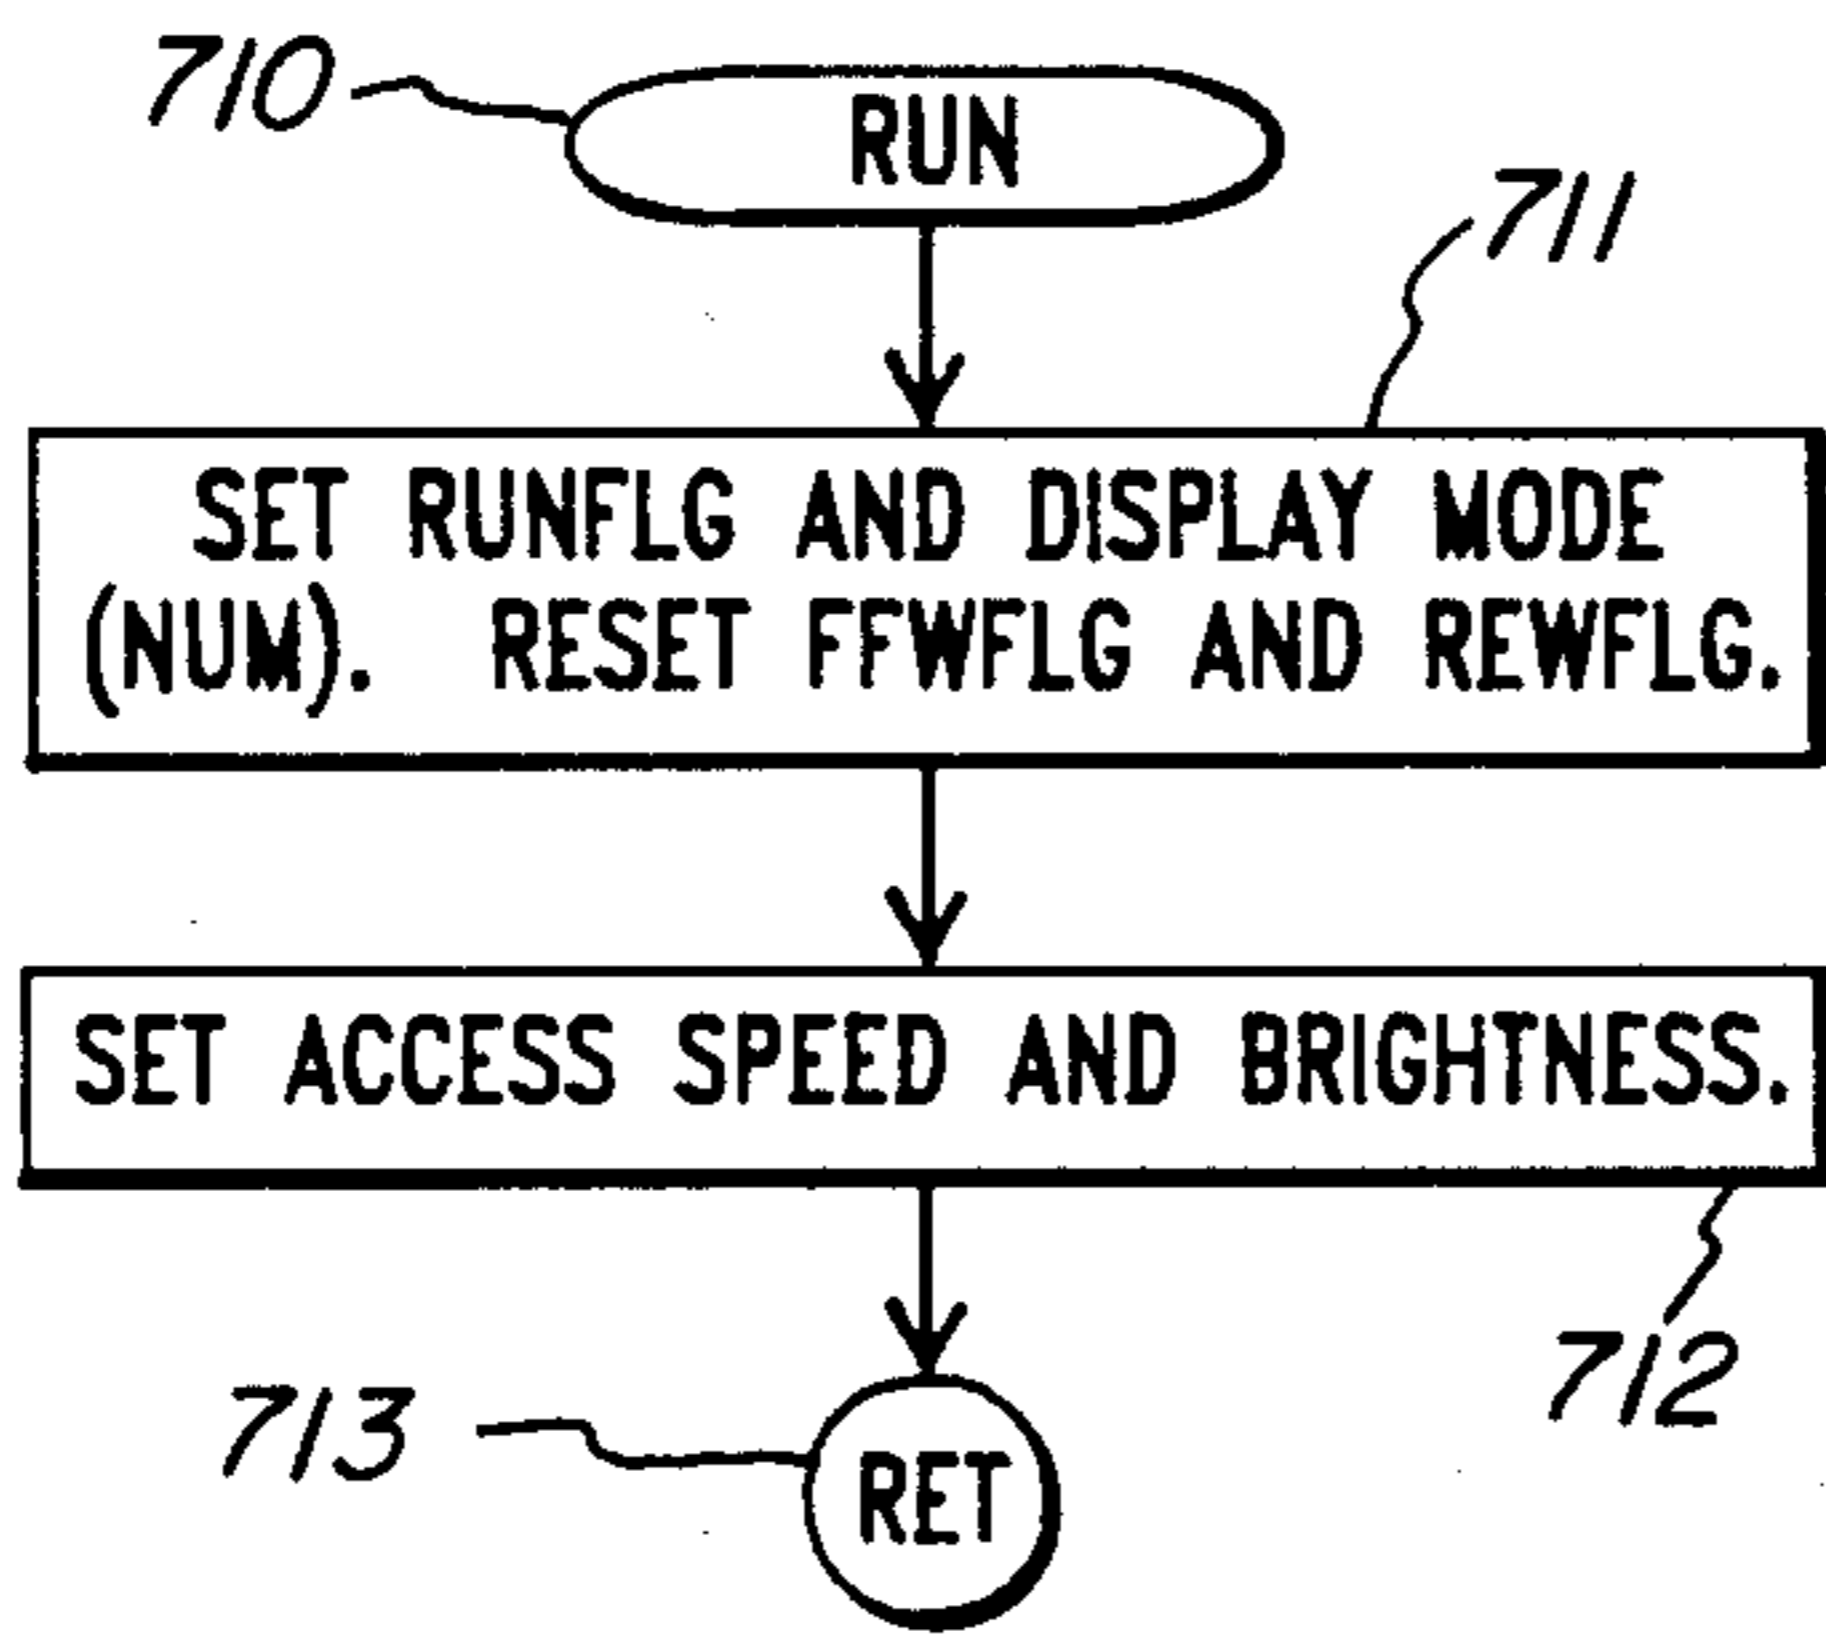 710
RUN
711
SET RUNFLG AND DISPLAY MODE
(NUM). RESET FFWFLG AND REWFLG.
SET ACCESS SPEED AND BRIGHTNESS.
712
713
RET